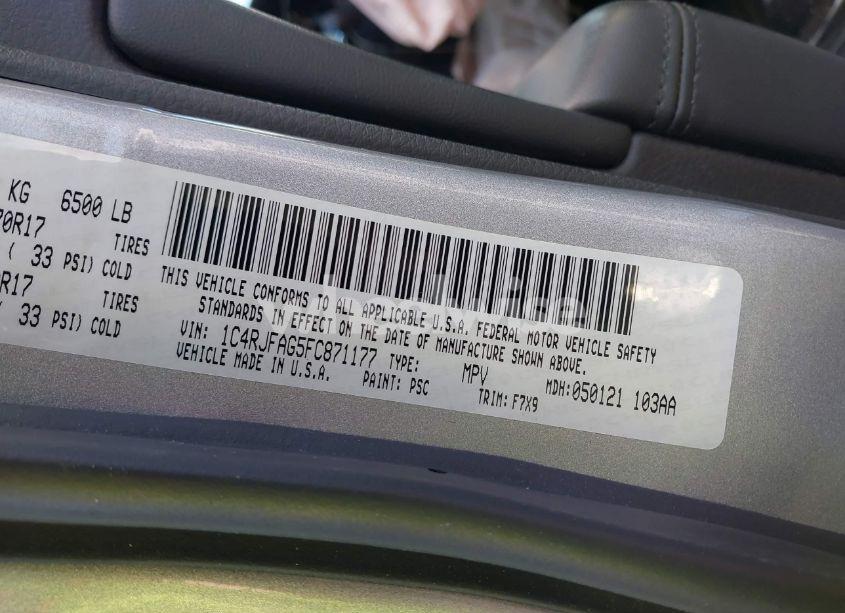 KG 6500 LB
70R17 TIRES
( 33 PSI) COLD
0R17 TIRES
( 33 PSI) COLD
THIS VEHICLE CONFORMS TO ALL APPLICABLE U.S.A. FEDERAL MOTOR VEHICLE SAFETY
STANDARDS IN EFFECT ON THE DATE OF MANUFACTURE SHOWN ABOVE.
VIN: 1C4RJFAG5FC871177 TYPE: MPV MDH:050121 103AA
VEHICLE MADE IN U.S.A. PAINT: PSC TRIM: F7X9